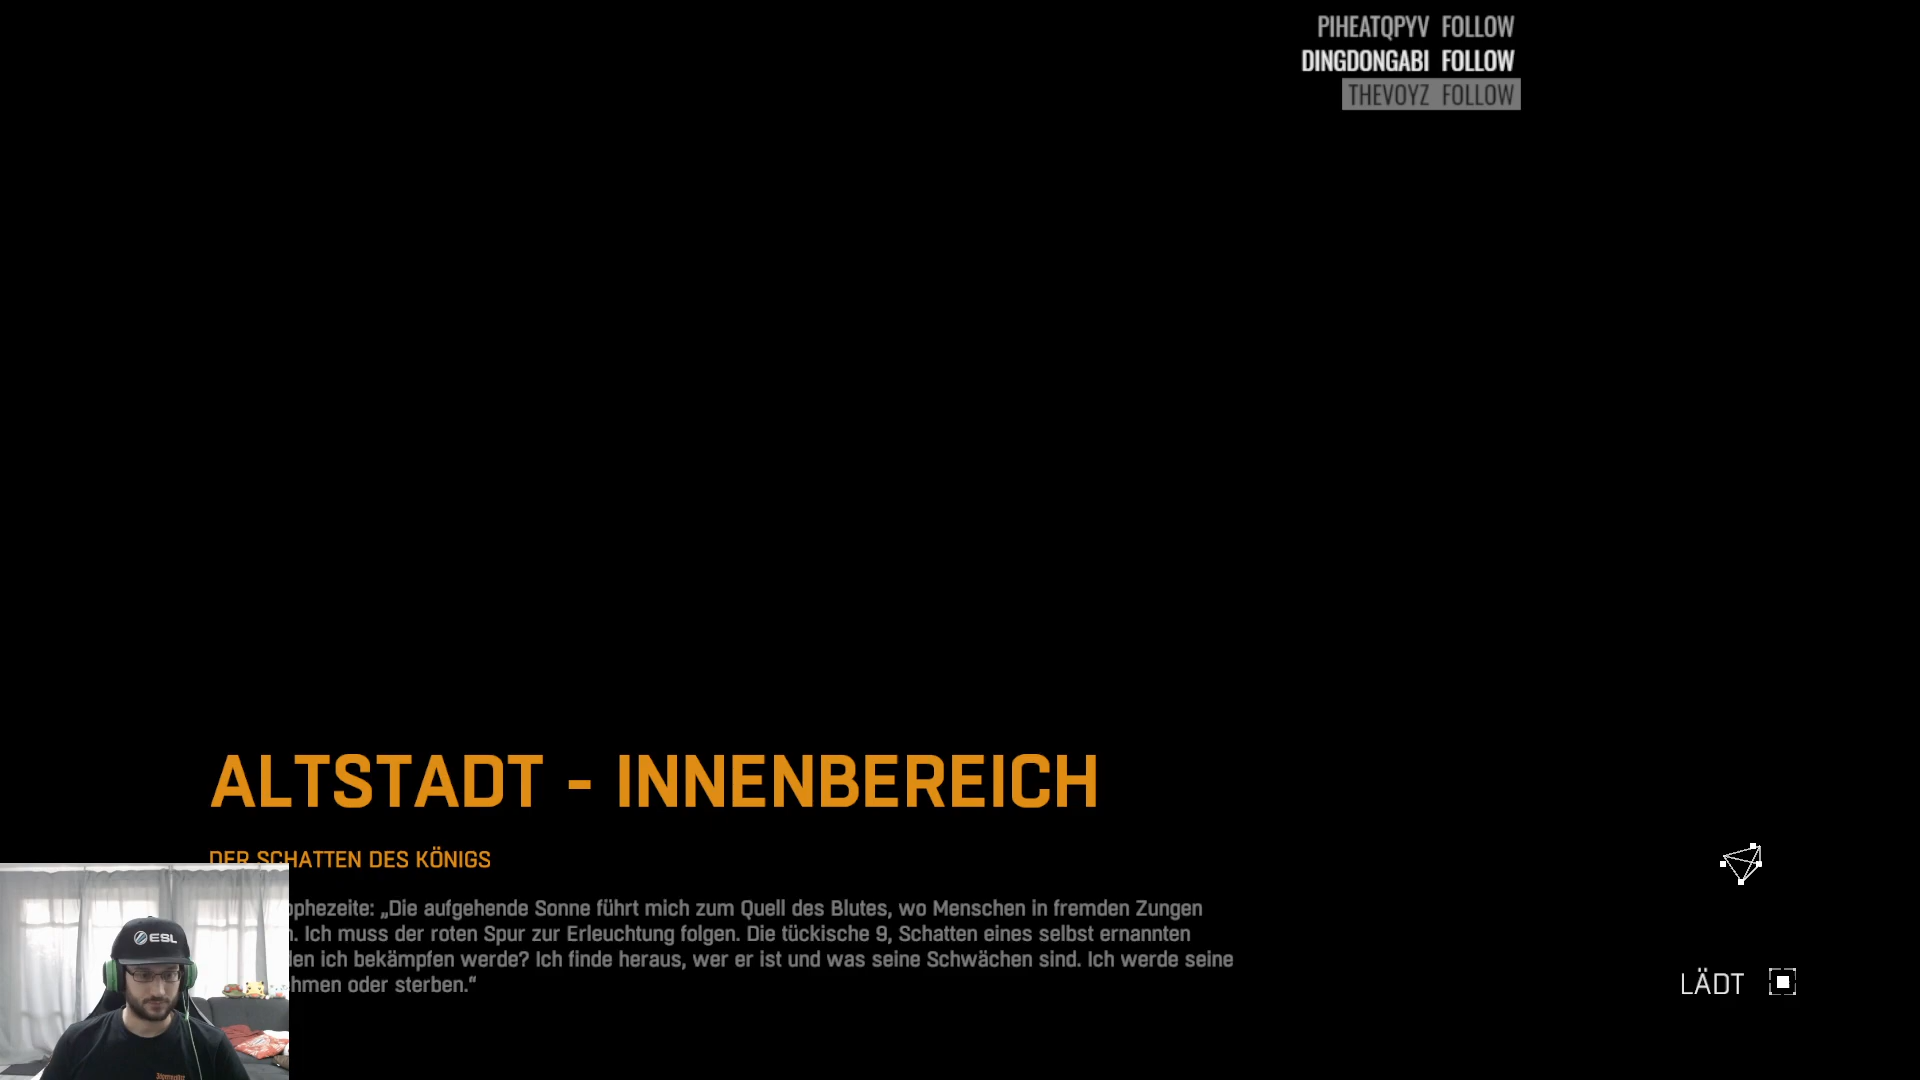 PIHEATQPYV FOLLOW
DINGDONGABI FOLLOW
THEVOYZ FOLLOW
ALTSTADT - INNENBEREICH
DER SCHATTEN DES KÖNIGS
ophezeite: „Die aufgehende Sonne führt mich zum Quell des Blutes, wo Menschen in fremden Zungen
n. Ich muss der roten Spur zur Erleuchtung folgen. Die tückische 9, Schatten eines selbst ernannten
den ich bekämpfen werde? Ich finde heraus, wer er ist und was seine Schwächen sind. Ich werde seine
ehmen oder sterben.“
LÄDT
ESL